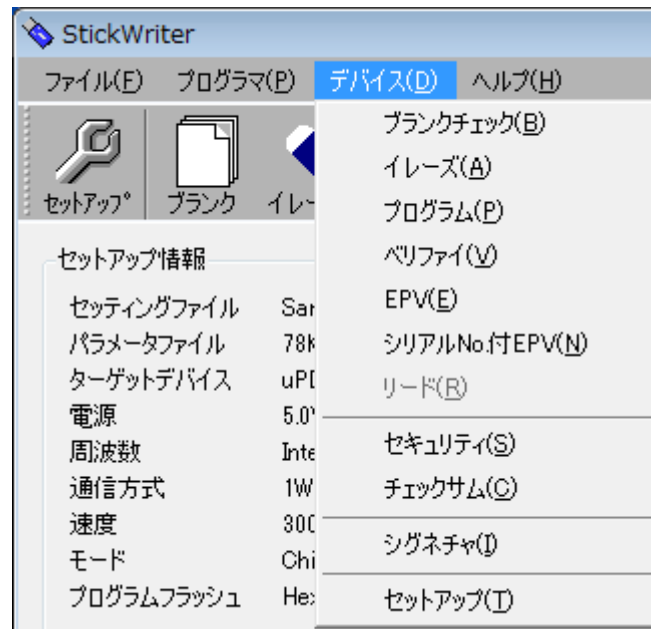 StickWriter
ファイル(F) プログラマ(P) デバイス(D) ヘルプ(H)
セットアップ ブランク イレー
セットアップ情報
セッティングファイル
パラメータファイル 78K
ターゲットデバイス
電源 5.0
周波数
通信方式 1W
速度 300
モード
プログラムフラッシュ
ブランクチェック(B)
イレーズ(A)
プログラム(P)
ベリファイ(V)
EPV(E)
シリアルNo.付EPV(N)
リード(R)
セキュリティ(S)
チェックサム(C)
シグネチャ(I)
セットアップ(T)